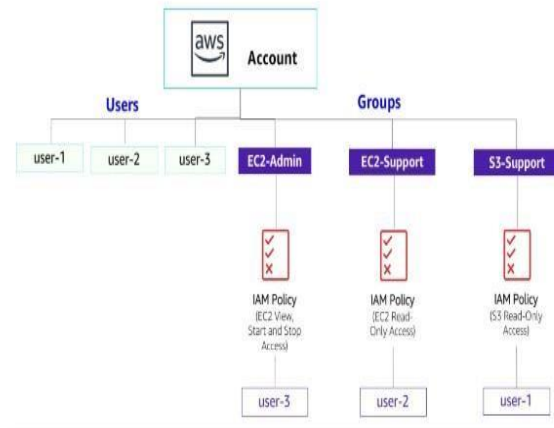 aws
Account
Users
Groups
user-1
user-2
user-3
EC2-Admin
EC2-Support
S3-Support
IAM Policy
(EC2 View,
Start and Stop
Access)
IAM Policy
(EC2 Read-
Only Access)
IAM Policy
(S3 Read-Only
Access)
user-3
user-2
user-1